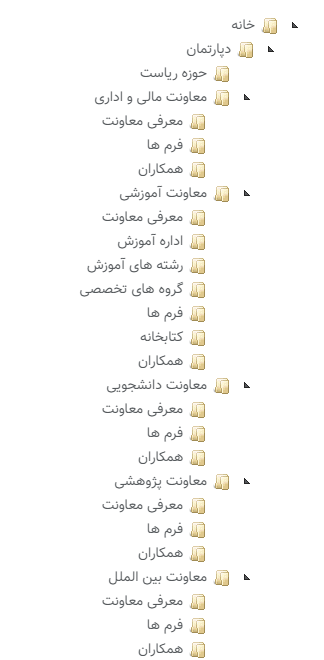 خانه
دپارتمان
حوزه ریاست
معاونت مالی و اداری
معرفی معاونت
فرم ها
همکاران
معاونت آموزشی
معرفی معاونت
اداره آموزش
رشته های آموزش
گروه های تخصصی
فرم ها
کتابخانه
همکاران
معاونت دانشجویی
معرفی معاونت
فرم ها
همکاران
معاونت پژوهشی
معرفی معاونت
فرم ها
همکاران
معاونت بین الملل
معرفی معاونت
فرم ها
همکاران